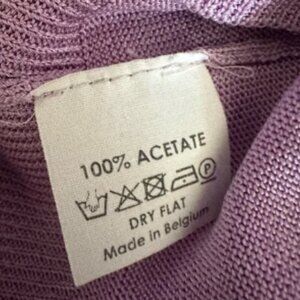 100% ACETATE
DRY FLAT
Made in Belgium